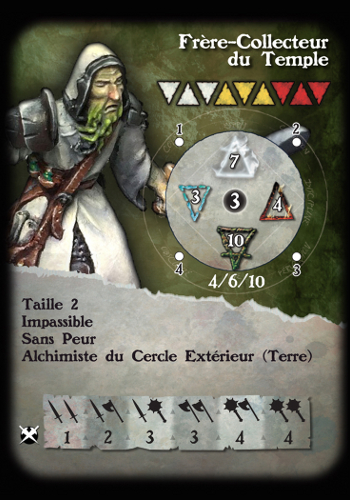 Frère-Collecteur
du Temple
1 2
7
3 3 4
10
4 3
4/6/10
Taille 2
Impassible
Sans Peur
Alchimiste du Cercle Extérieur (Terre)
1 2 3 3 4 4